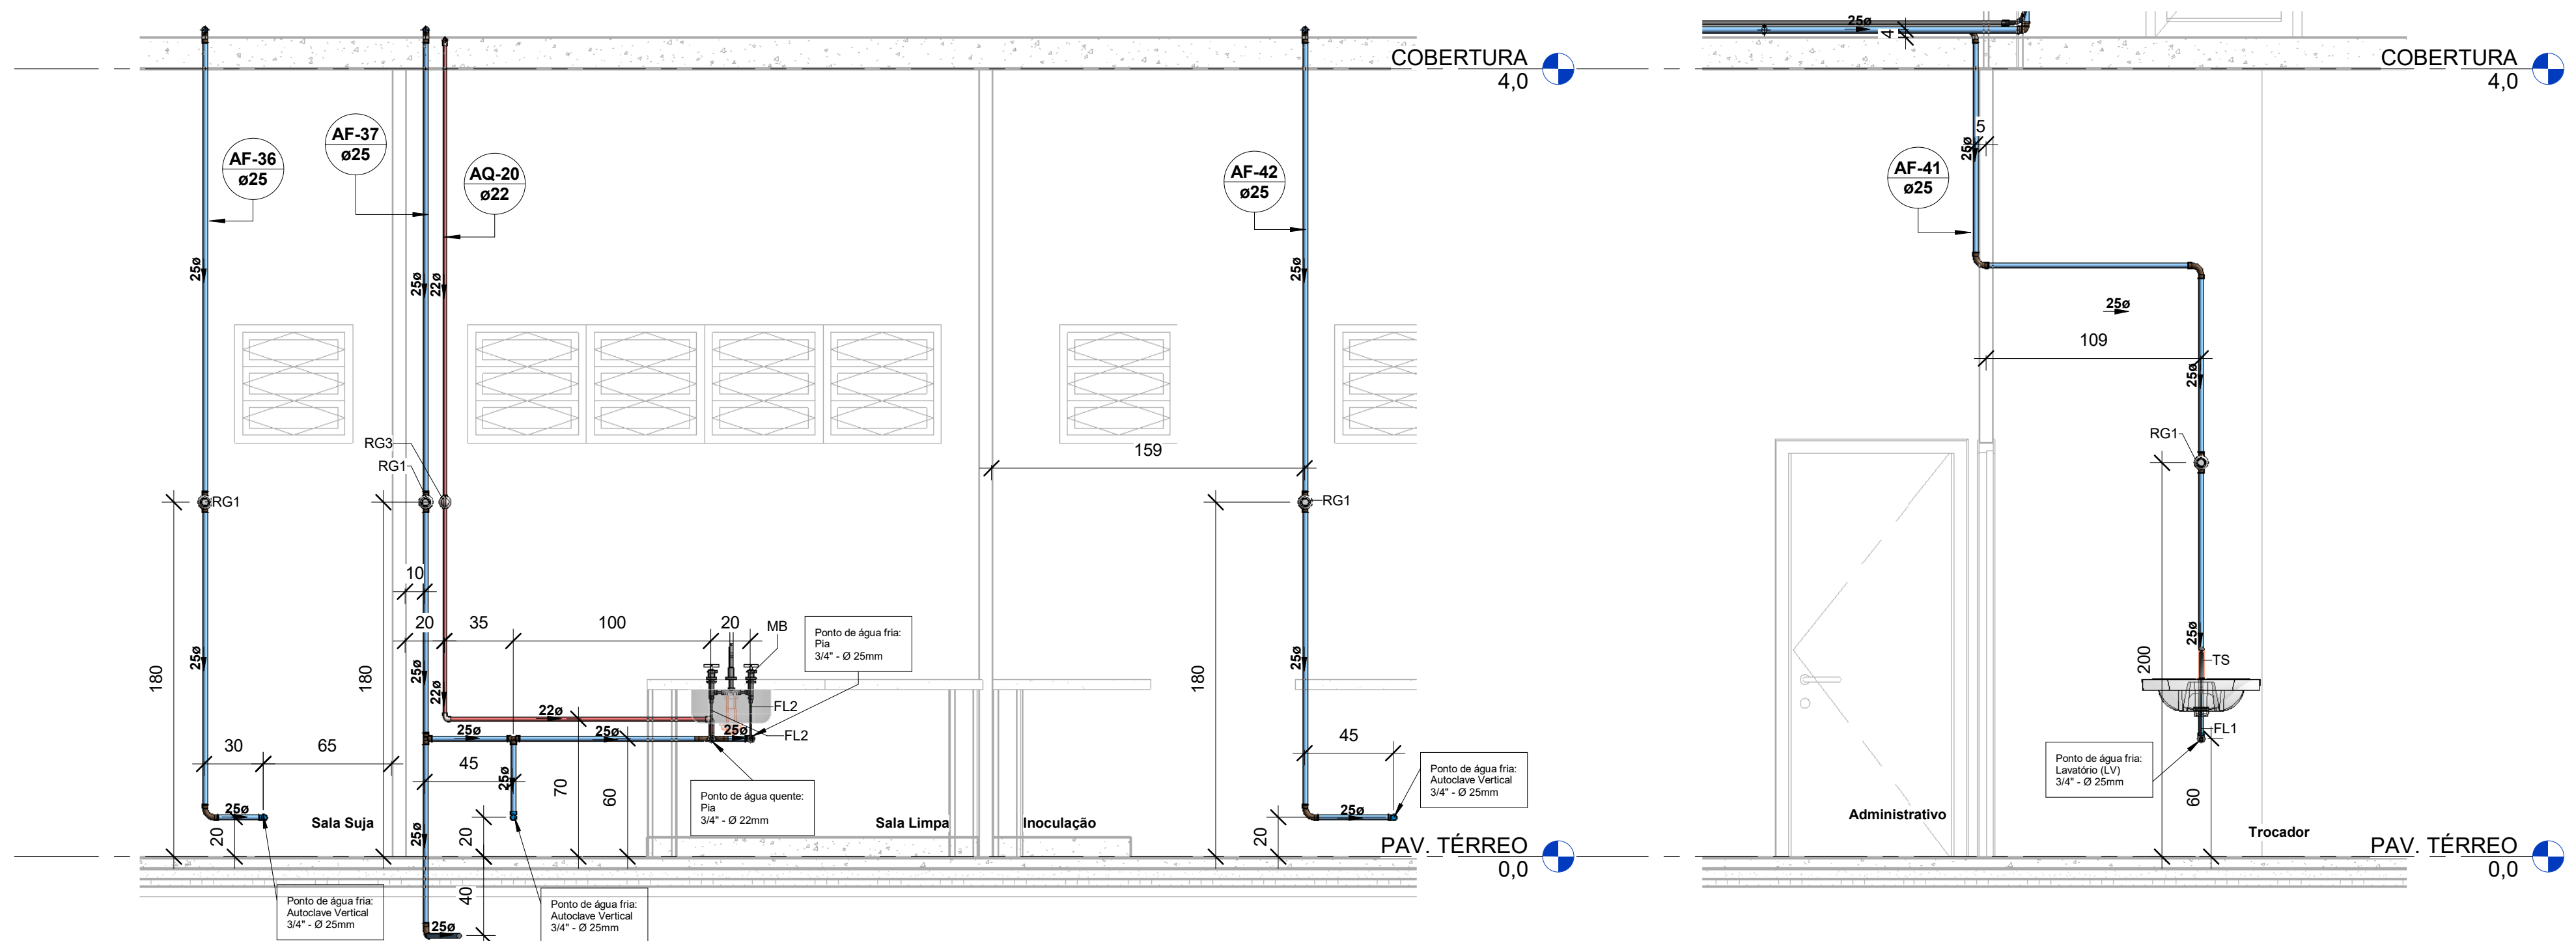 COBERTURA
4,0
AF-36
ø25
AF-37
ø25
AQ-20
ø22
AF-42
ø25
25ø
25ø
22ø
25ø
RG3
RG1
RG1
RG1
159
180
180
180
10
20
35
100
20
MB
Ponto de água fria:
Pia
3/4" - Ø 25mm
25ø
25ø
22ø
25ø
22ø
FL2
FL2
25ø
25ø
25ø
30
65
45
25ø
70
60
45
Ponto de água quente:
Pia
3/4" - Ø 22mm
Ponto de água fria:
Autoclave Vertical
3/4" - Ø 25mm
25ø
20
Sala Suja
25ø
20
40
Sala Limpa
Inoculação
25ø
20
PAV. TÉRREO
0,0
Ponto de água fria:
Autoclave Vertical
3/4" - Ø 25mm
25ø
Ponto de água fria:
Autoclave Vertical
3/4" - Ø 25mm
25ø
4
COBERTURA
4,0
5
25ø
AF-41
ø25
25ø
109
25ø
RG1
200
25ø
TS
FL1
Ponto de água fria:
Lavatório (LV)
3/4" - Ø 25mm
60
Administrativo
Trocador
PAV. TÉRREO
0,0